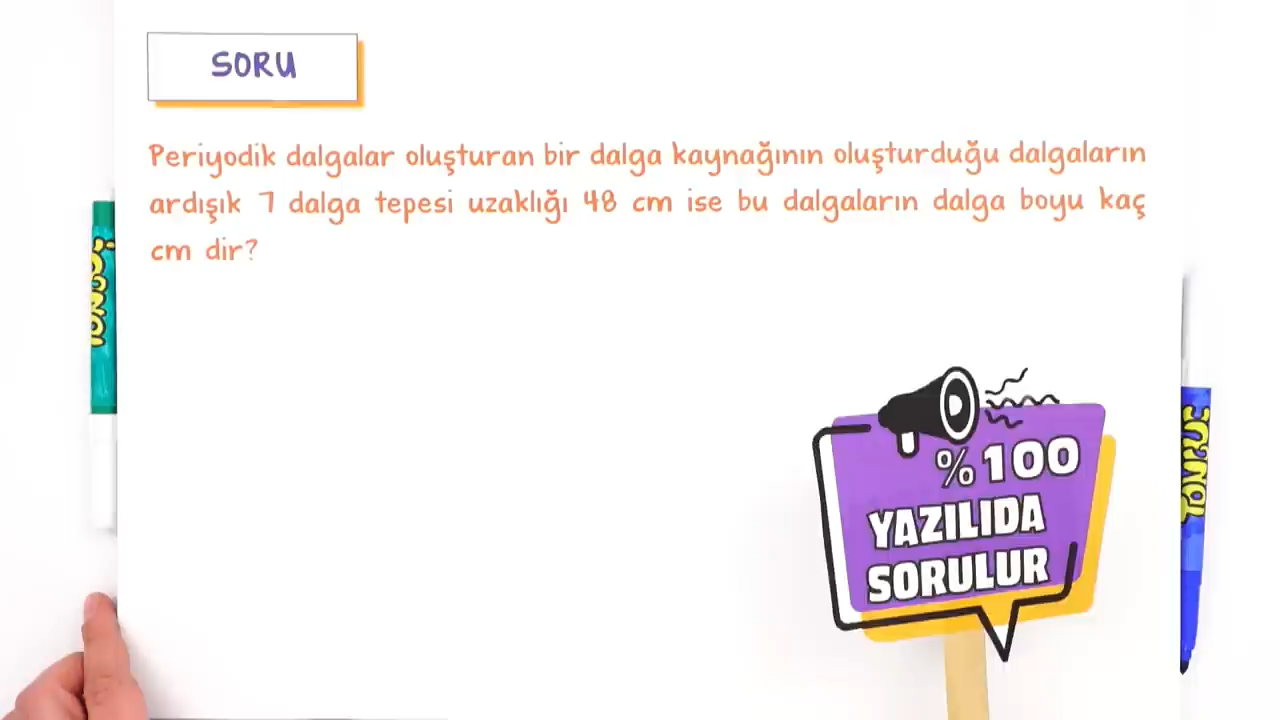 SORU
Periyodik dalgalar oluşturan bir dalga kaynağının oluşturduğu dalgaların
ardışık 7 dalga tepesi uzaklığı 48 cm ise bu dalgaların dalga boyu kaç
cm dir?
%100
YAZILIDA
SORULUR